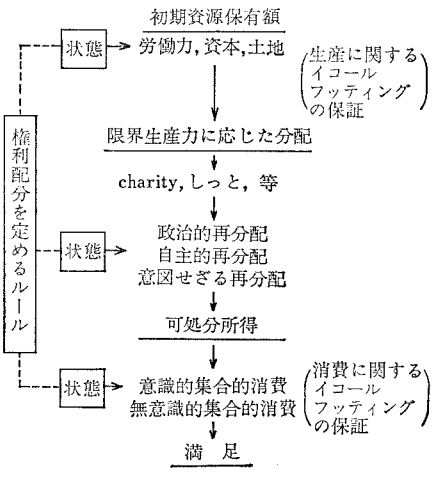 初期資源保有額
状態
労働力,資本,土地
(生産に関する
イコール
フッティング
の保証)
限界生産力に応じた分配
charity,しっと,等
権利配分を定めるルール
状態
政治的再分配
自主的再分配
意図せざる再分配
可処分所得
状態
意識的集合的消費
無意識的集合的消費
(消費に関する
イコール
フッティング
の保証)
満足